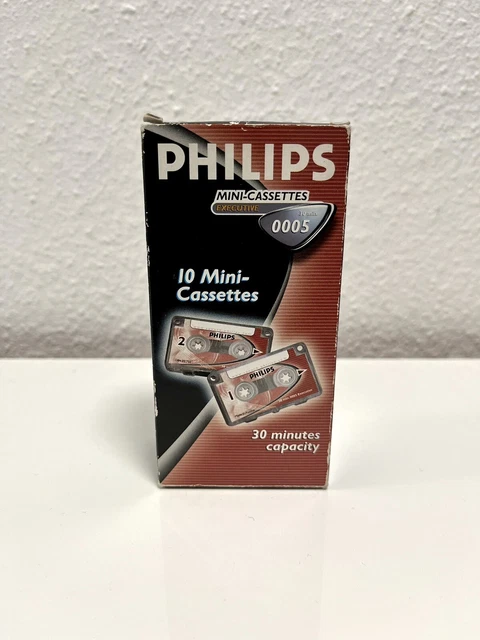 PHILIPS
MINI-CASSETTES
EXECUTIVE
0005
10 Mini-
Cassettes
PHILIPS
2
PHILIPS
1
30 minutes
capacity